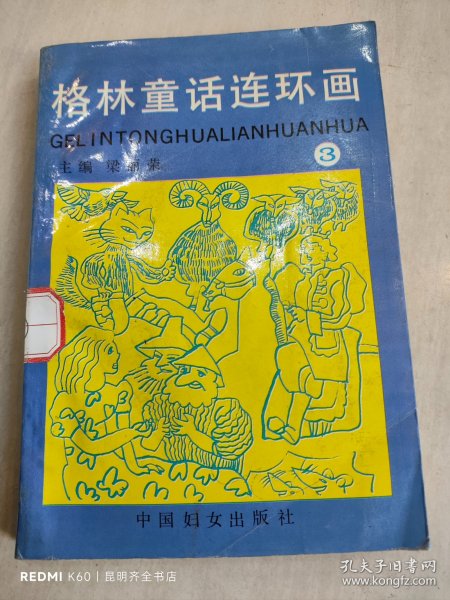 格林童话连环画
GELINTONGHUALIANHUANHUA
主编 梁
3
中国妇女出版社
REDMI K60 | 昆明齐全书店
孔夫子旧书网
www.kongfz.com